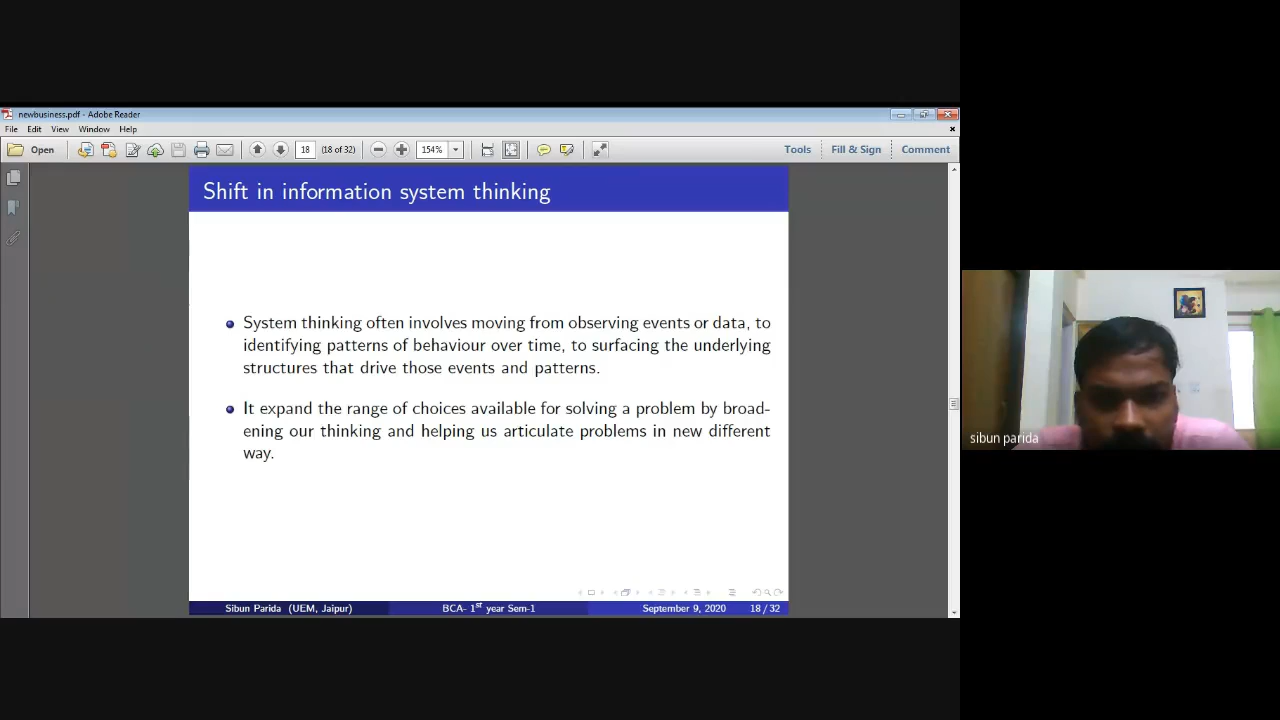 newbusiness.pdf - Adobe Reader
File Edit View Window Help
Open 18 (18 of 32) 154% Tools Fill & Sign Comment
Shift in information system thinking
System thinking often involves moving from observing events or data, to
identifying patterns of behaviour over time, to surfacing the underlying
structures that drive those events and patterns.
It expand the range of choices available for solving a problem by broad-
ening our thinking and helping us articulate problems in new different
way.
sibun parida
Sibun Parida (UEM, Jaipur) BCA- 1st year Sem-1 September 9, 2020 18 / 32